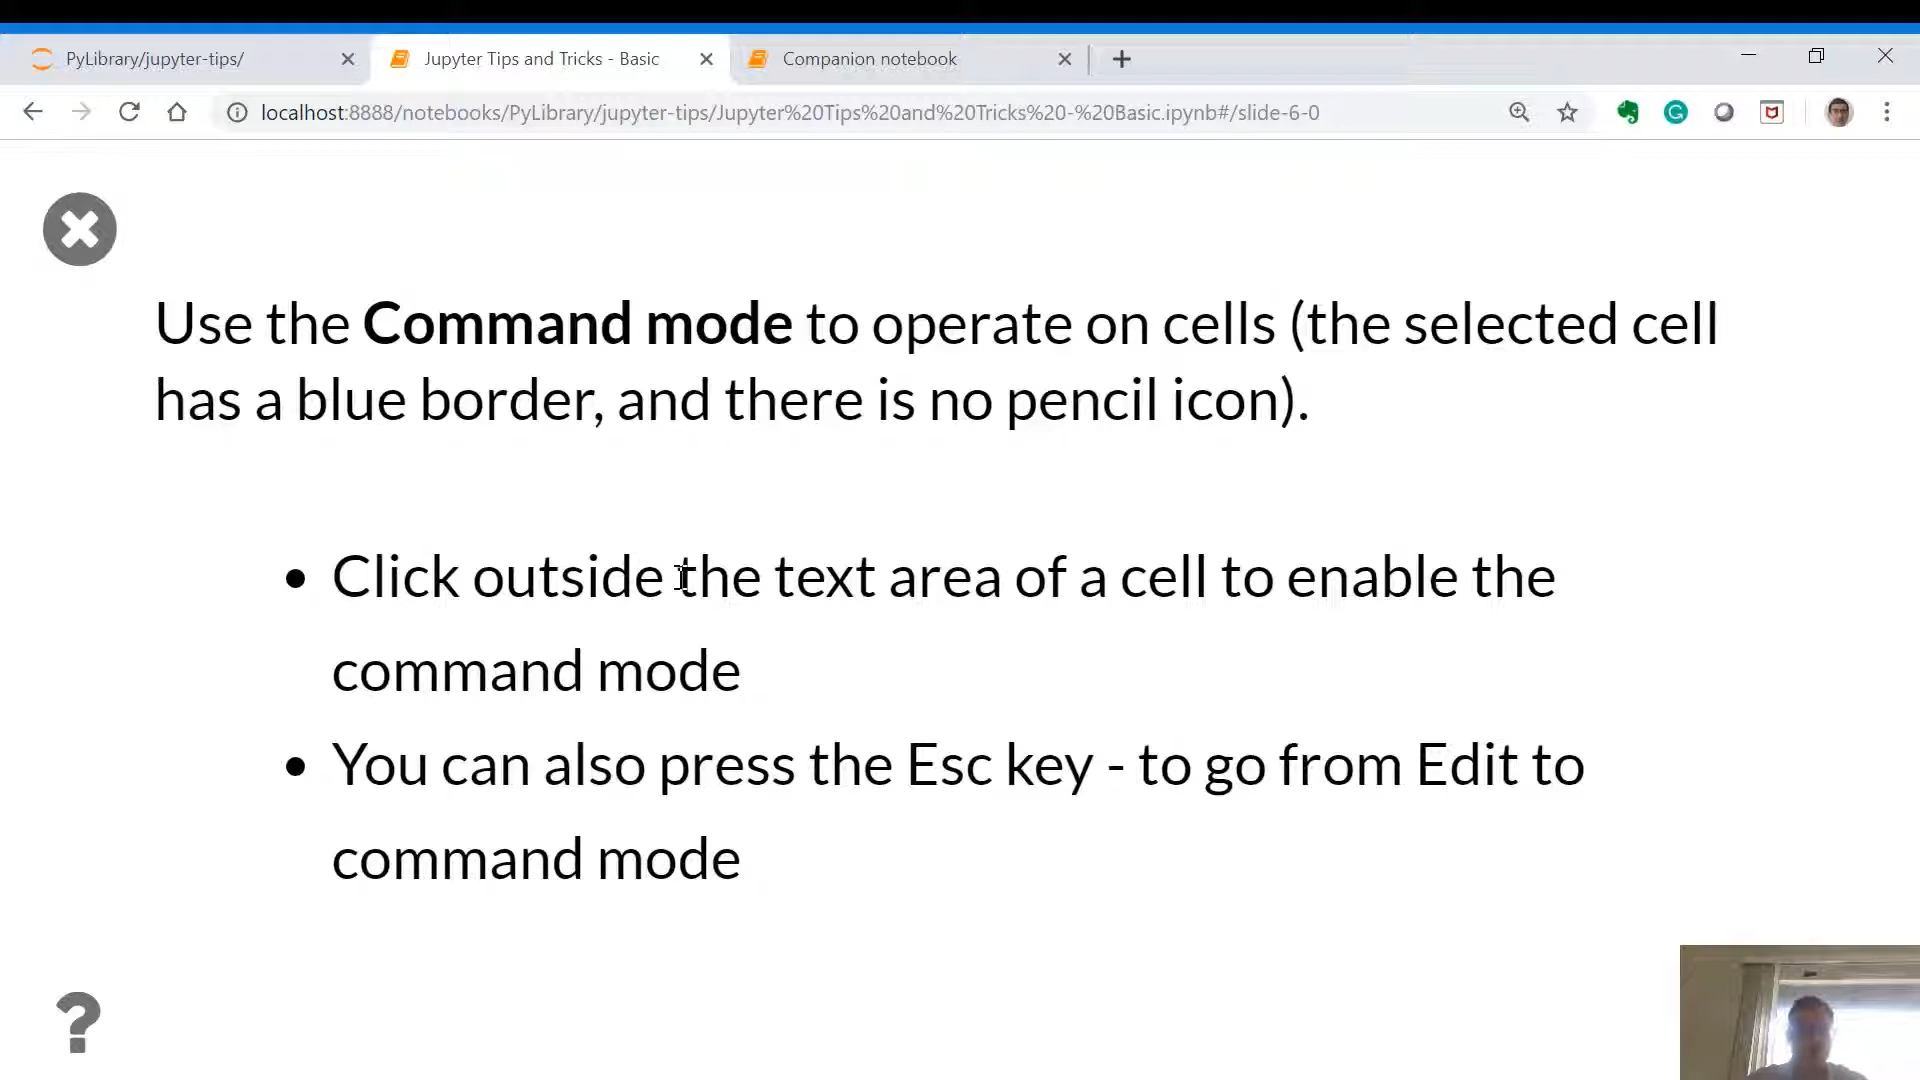 PyLibrary/jupyter-tips/
Jupyter Tips and Tricks - Basic
Companion notebook
localhost:8888/notebooks/PyLibrary/jupyter-tips/Jupyter%20Tips%20and%20Tricks%20-%20Basic.ipynb#/slide-6-0
Use the Command mode to operate on cells (the selected cell
has a blue border, and there is no pencil icon).
Click outside the text area of a cell to enable the
command mode
You can also press the Esc key - to go from Edit to
command mode
?